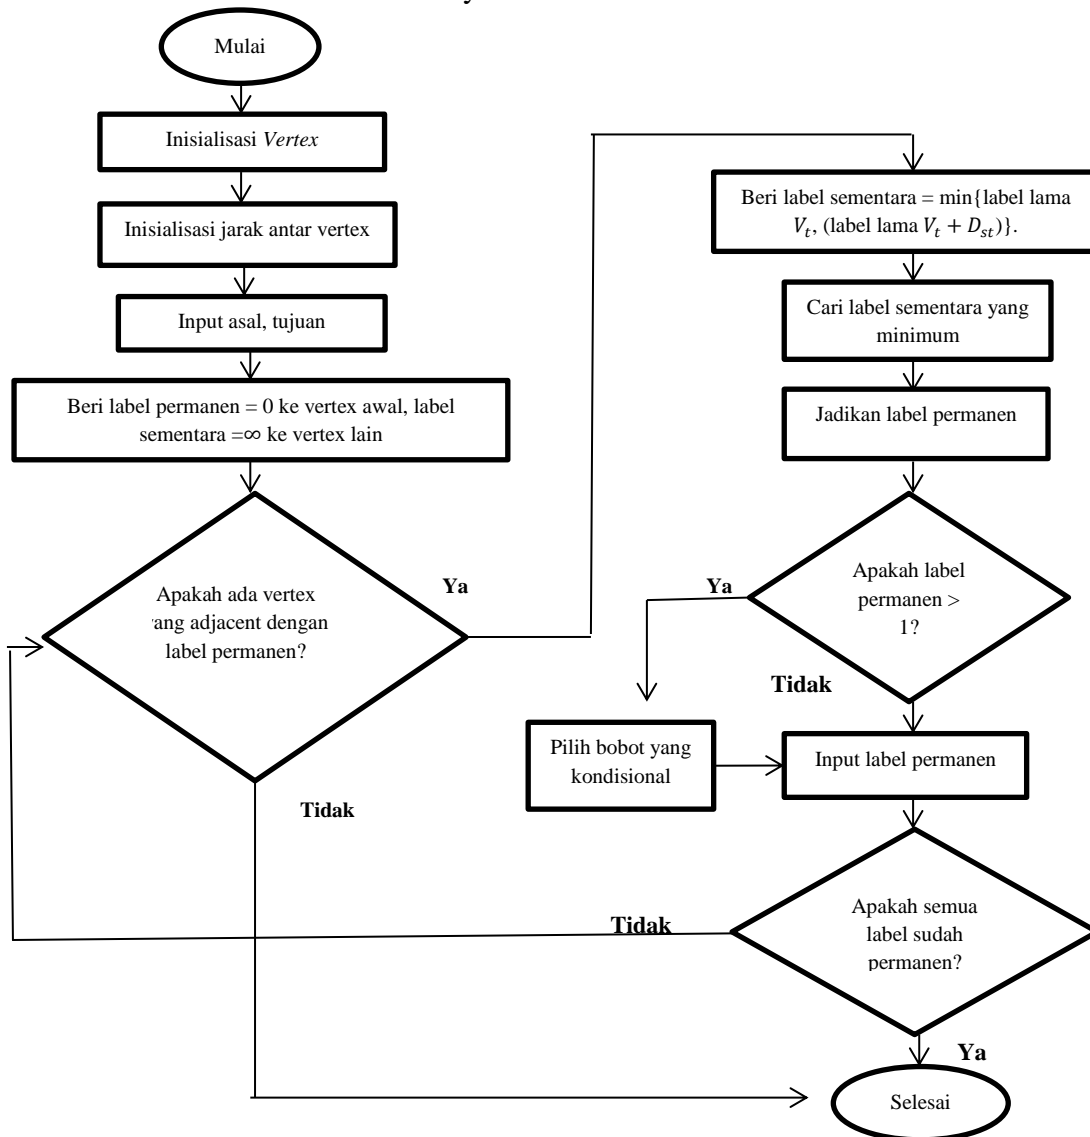 Mulai
Inisialisasi Vertex
Inisialisasi jarak antar vertex
Input asal, tujuan
Beri label permanen = 0 ke vertex awal, label
sementara =∞ ke vertex lain
Apakah ada vertex
yang adjacent dengan
label permanen?
Ya
Tidak
Beri label sementara = min{label lama
V_t, (label lama V_t + D_st)}.
Cari label sementara yang
minimum
Jadikan label permanen
Apakah label
permanen >
1?
Ya
Tidak
Pilih bobot yang
kondisional
Input label permanen
Apakah semua
label sudah
permanen?
Tidak
Ya
Selesai